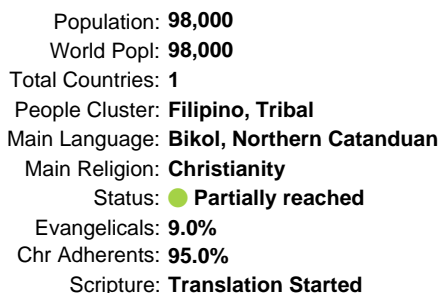 Population: 98,000
World Popl: 98,000
Total Countries: 1
People Cluster: Filipino, Tribal
Main Language: Bikol, Northern Catanduan
Main Religion: Christianity
Status: Partially reached
Evangelicals: 9.0%
Chr Adherents: 95.0%
Scripture: Translation Started